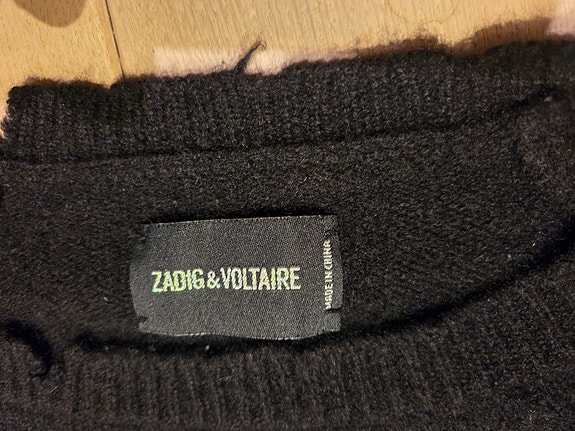 ZADIG & VOLTAIRE
MADE IN CHINA